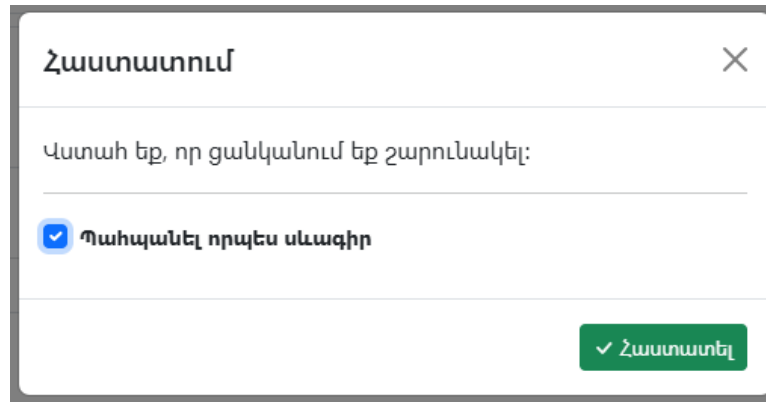 Հաստատում
Վստահ եք, որ ցանկանում եք շարունակել:
Պահպանել որպես սևագիր
Հաստատել